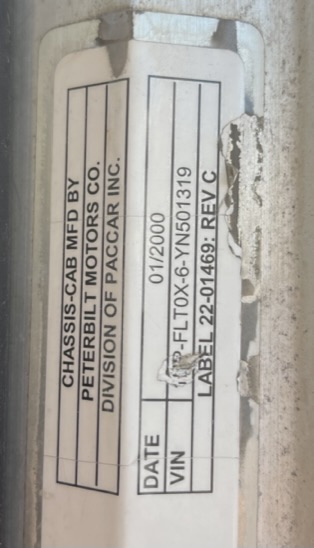 CHASSIS-CAB MFD BY
PETERBILT MOTORS CO.
DIVISION OF PACCAR INC.
DATE 01/2000
VIN -FLT0X-6-YN501319
LABEL 22-01469: REV C